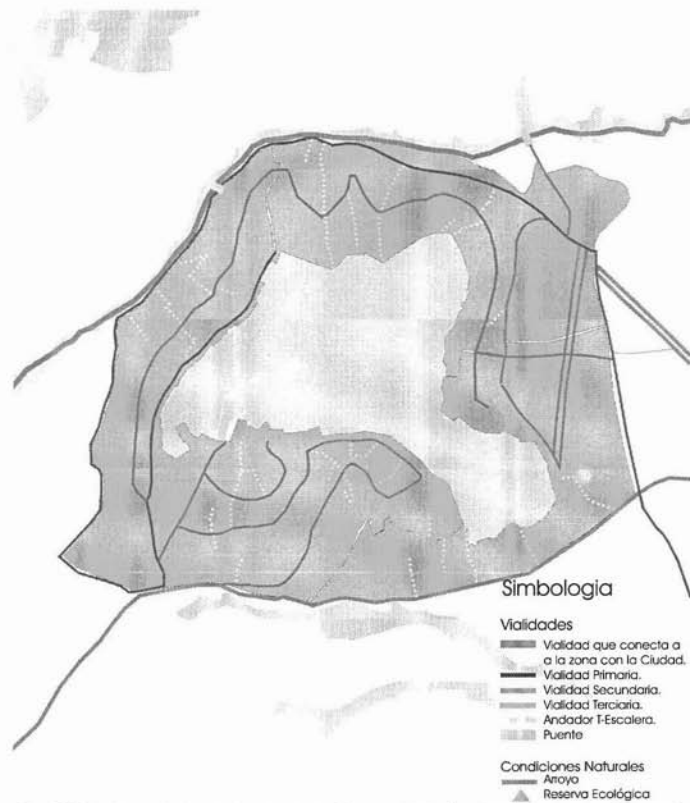 Simbologia
Vialidades
Vialidad que conecta a
a la zona con la Ciudad.
Vialidad Primaria.
Vialidad Secundaria.
Vialidad Terciaria.
Andador T-Escalera.
Puente
Condiciones Naturales
Arroyo
Reserva Ecológica